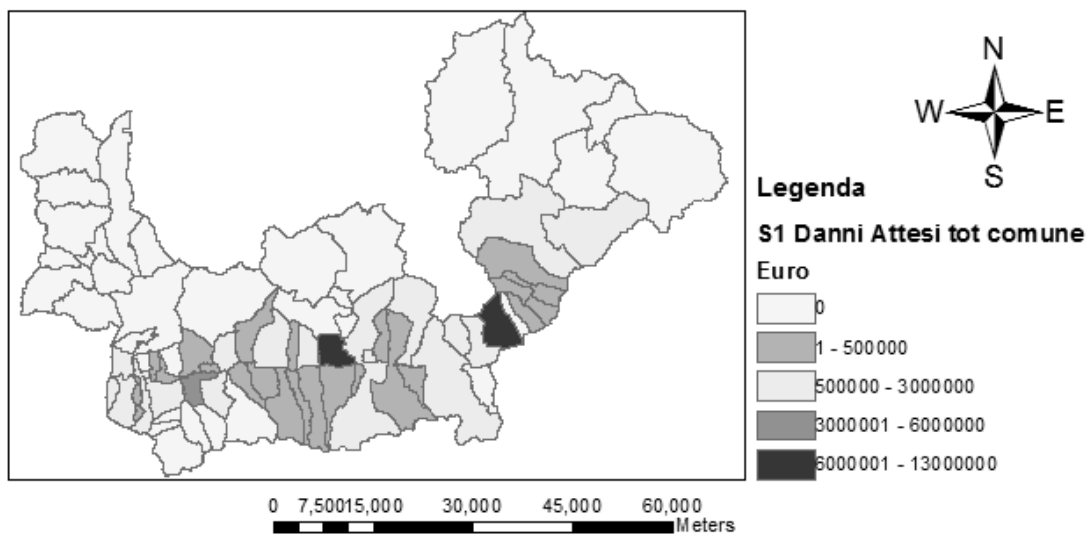 N
W E
S
Legenda
S1 Danni Attesi tot comune
Euro
0
1 - 500000
500000 - 3000000
3000001 - 6000000
6000001 - 13000000
0 7,50015,000 30,000 45,000 60,000
Meters